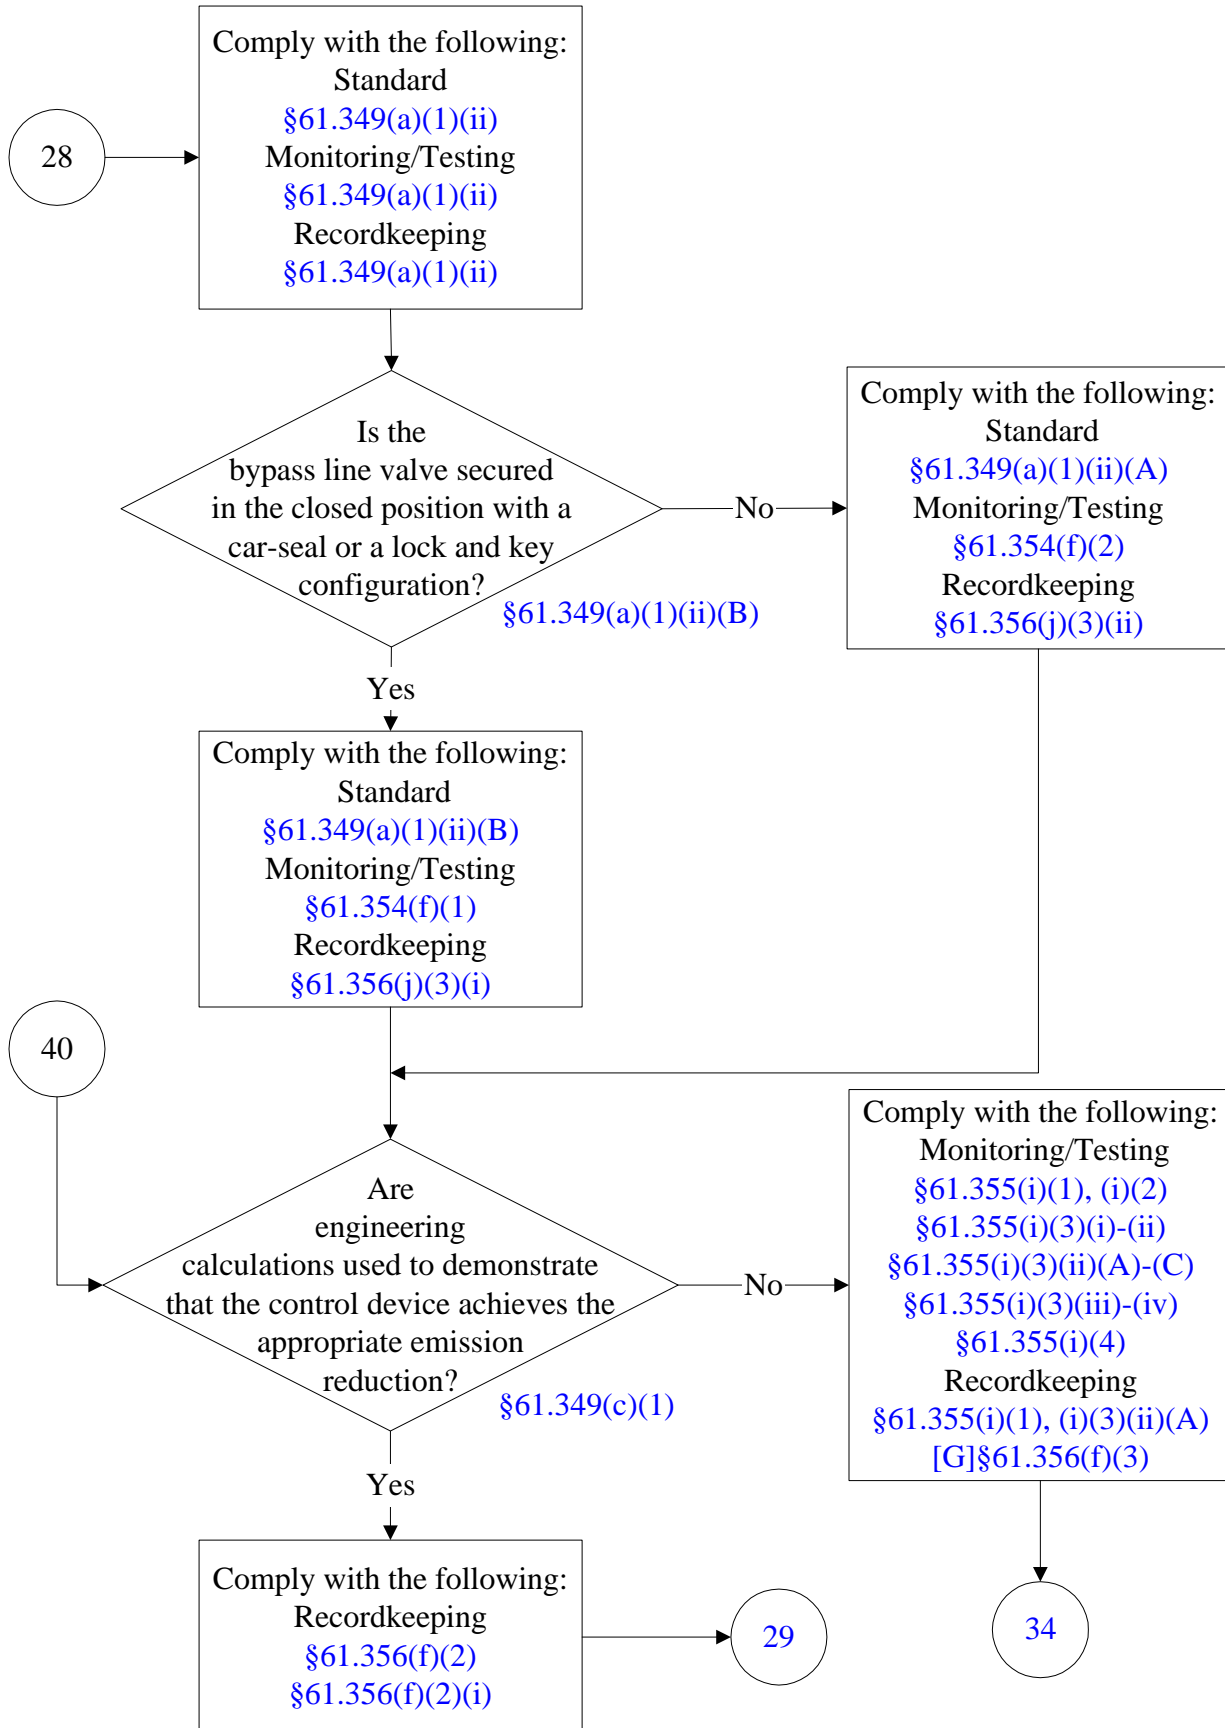 28
Comply with the following:
Standard
§61.349(a)(1)(ii)
Monitoring/Testing
§61.349(a)(1)(ii)
Recordkeeping
§61.349(a)(1)(ii)
Is the
bypass line valve secured
in the closed position with a
car-seal or a lock and key
configuration?
§61.349(a)(1)(ii)(B)
No
Comply with the following:
Standard
§61.349(a)(1)(ii)(A)
Monitoring/Testing
§61.354(f)(2)
Recordkeeping
§61.356(j)(3)(ii)
Yes
Comply with the following:
Standard
§61.349(a)(1)(ii)(B)
Monitoring/Testing
§61.354(f)(1)
Recordkeeping
§61.356(j)(3)(i)
40
Are
engineering
calculations used to demonstrate
that the control device achieves the
appropriate emission
reduction?
§61.349(c)(1)
No
Comply with the following:
Monitoring/Testing
§61.355(i)(1), (i)(2)
§61.355(i)(3)(i)-(ii)
§61.355(i)(3)(ii)(A)-(C)
§61.355(i)(3)(iii)-(iv)
§61.355(i)(4)
Recordkeeping
§61.355(i)(1), (i)(3)(ii)(A)
[G]§61.356(f)(3)
34
Yes
Comply with the following:
Recordkeeping
§61.356(f)(2)
§61.356(f)(2)(i)
29